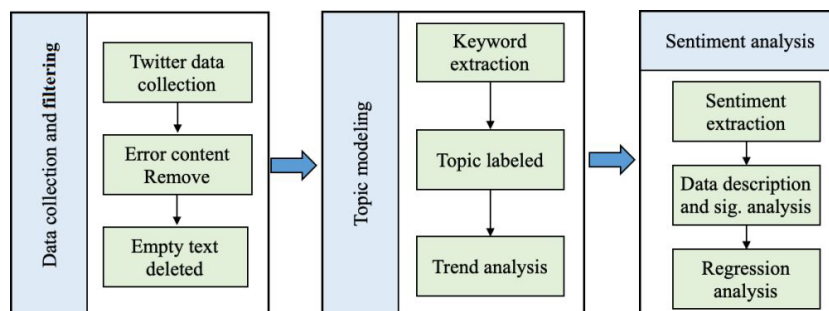 Data collection and filtering
Twitter data
collection
Error content
Remove
Empty text
deleted
Topic modeling
Keyword
extraction
Topic labeled
Trend analysis
Sentiment analysis
Sentiment
extraction
Data description
and sig. analysis
Regression
analysis